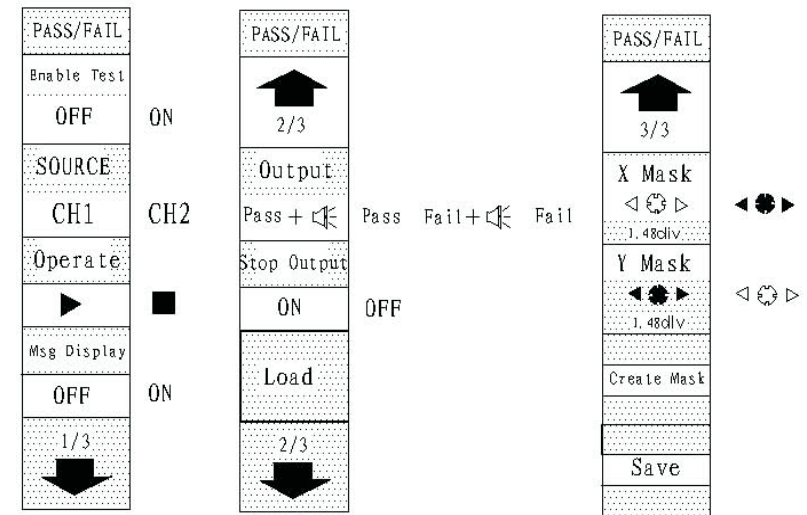 PASS/FAIL
Enable Test
OFF ON
SOURCE
CH1 CH2
Operate
Msg Display
OFF ON
1/3
PASS/FAIL
2/3
Output
Pass + Pass Fail+ Fail
Stop Output
ON OFF
Load
2/3
PASS/FAIL
3/3
X Mask
1.48div
Y Mask
1.48div
Create Mask
Save